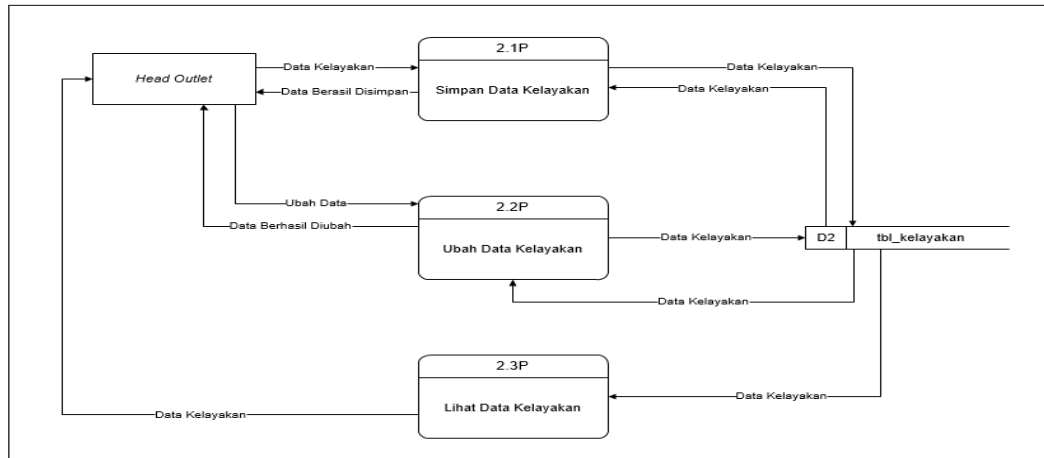 2.1P
Head Outlet
Data Kelayakan
Data Kelayakan
Data Berasil Disimpan
Simpan Data Kelayakan
Data Kelayakan
Ubah Data
2.2P
Data Berhasil Diubah
Ubah Data Kelayakan
Data Kelayakan
D2
tbl_kelayakan
Data Kelayakan
2.3P
Lihat Data Kelayakan
Data Kelayakan
Data Kelayakan